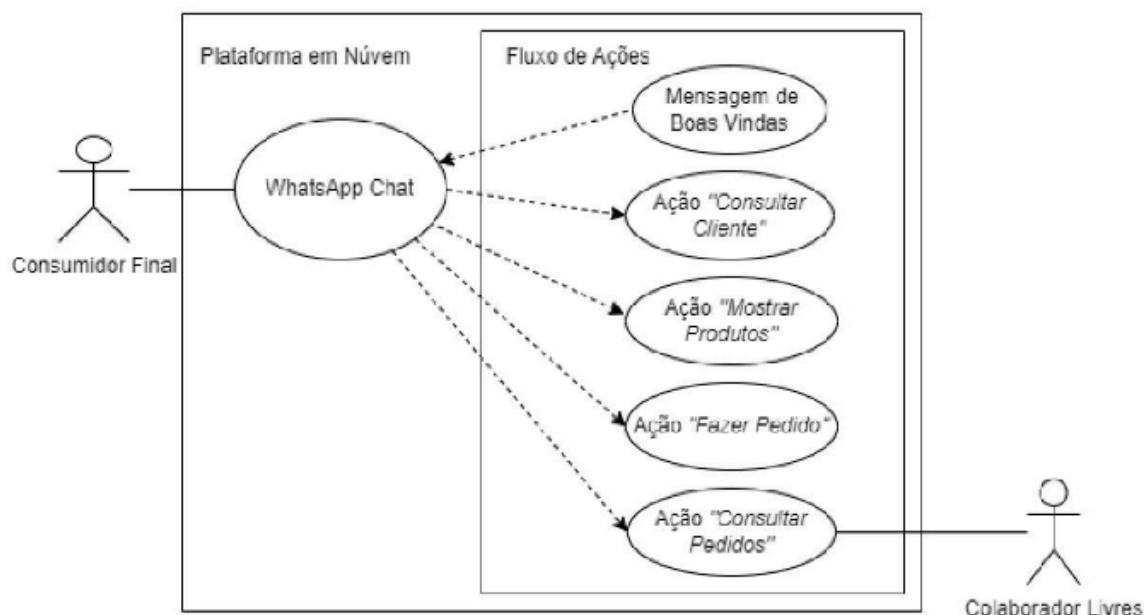 Plataforma em Núvem
Fluxo de Ações
Mensagem de
Boas Vindas
WhatsApp Chat
Ação "Consultar
Cliente"
Consumidor Final
Ação "Mostrar
Produtos"
Ação "Fazer Pedido"
Ação "Consultar
Pedidos"
Colaborador Livres